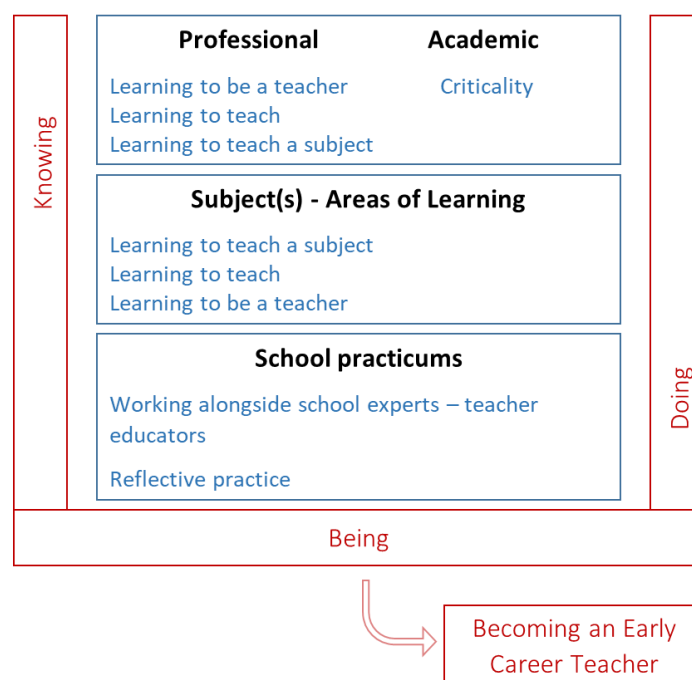 Knowing
Professional
Academic
Learning to be a teacher
Criticality
Learning to teach
Learning to teach a subject
Subject(s) - Areas of Learning
Learning to teach a subject
Learning to teach
Learning to be a teacher
School practicums
Working alongside school experts – teacher
educators
Reflective practice
Doing
Being
Becoming an Early
Career Teacher